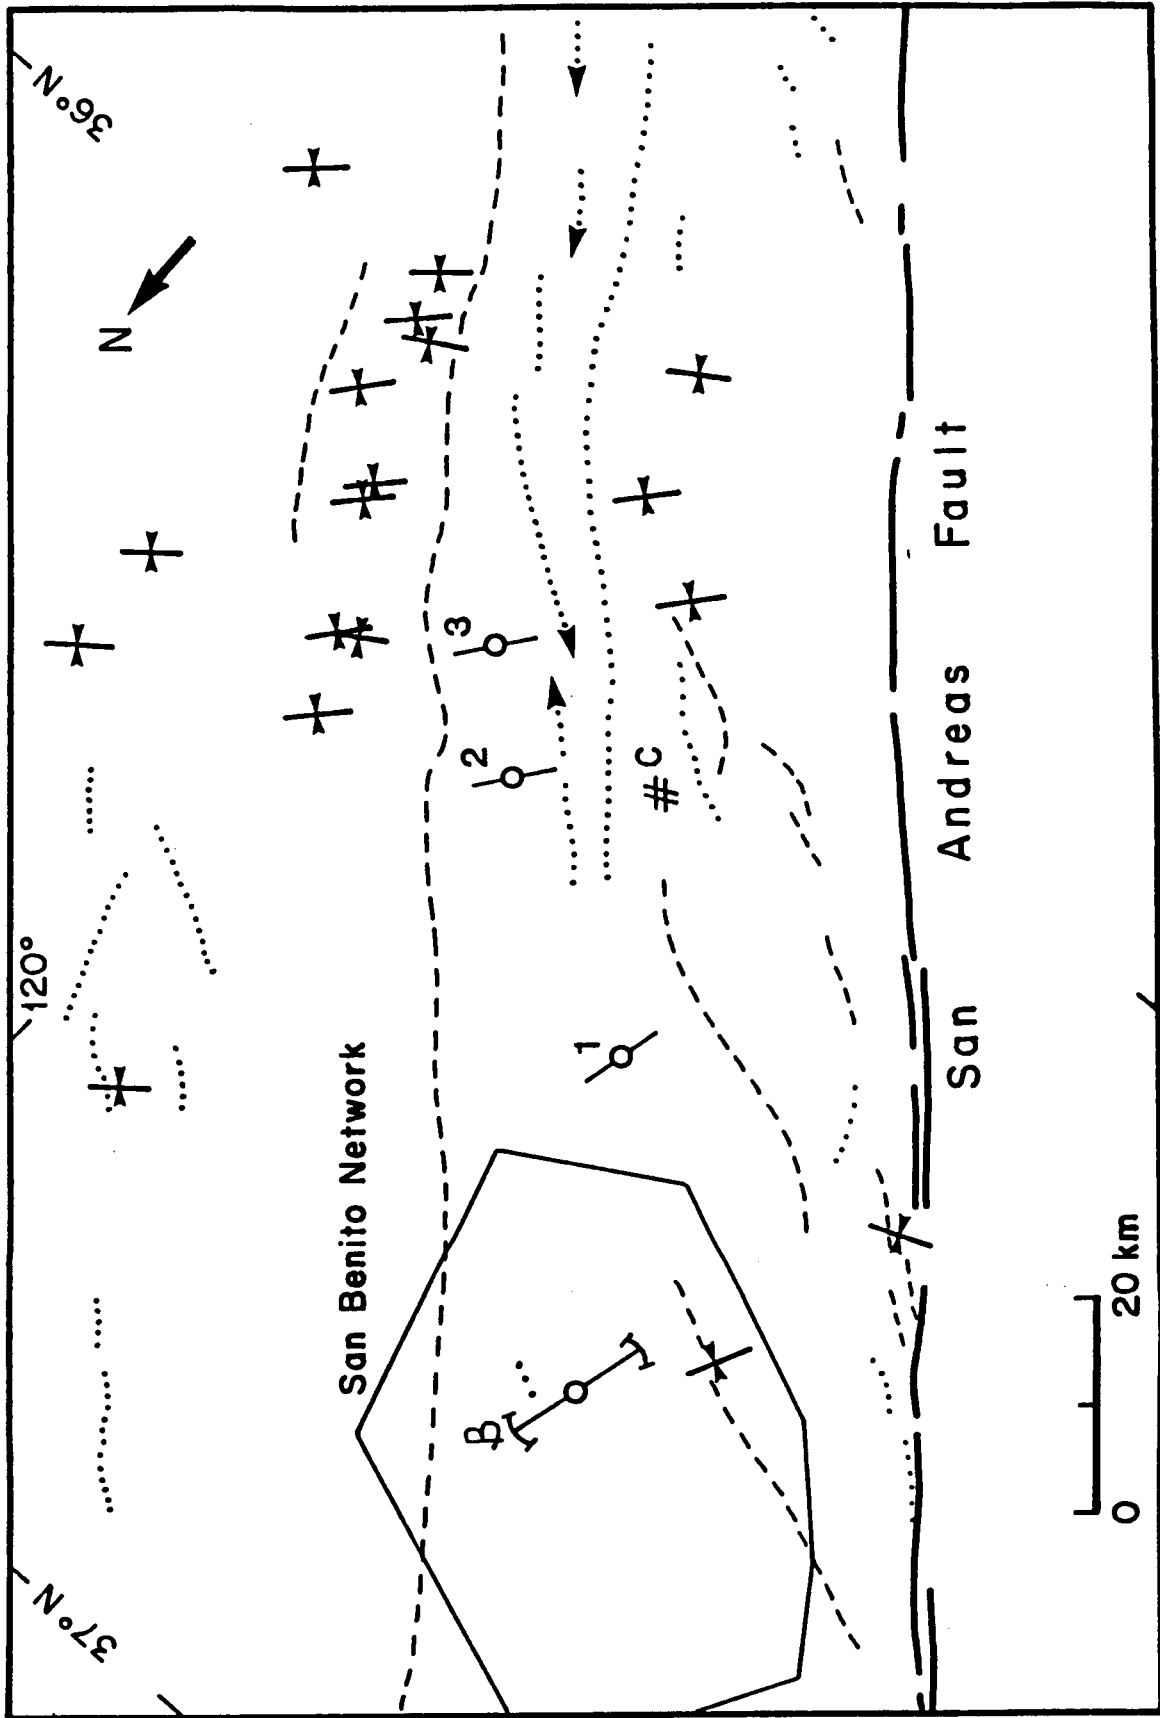 36°N
N
120°
San Benito Network
3
2
#C
1
B
San Andreas Fault
0 20 km
37°N